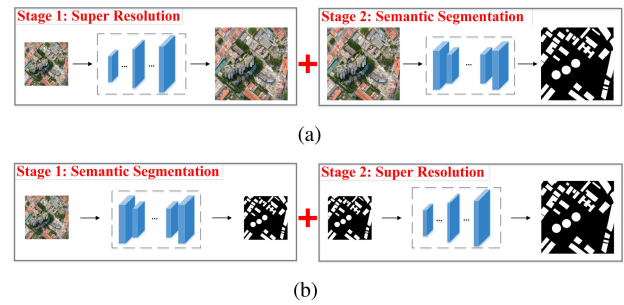 Stage 1: Super Resolution
Stage 2: Semantic Segmentation
... ...
+
...
(a)
Stage 1: Semantic Segmentation
Stage 2: Super Resolution
...
+
... ...
(b)